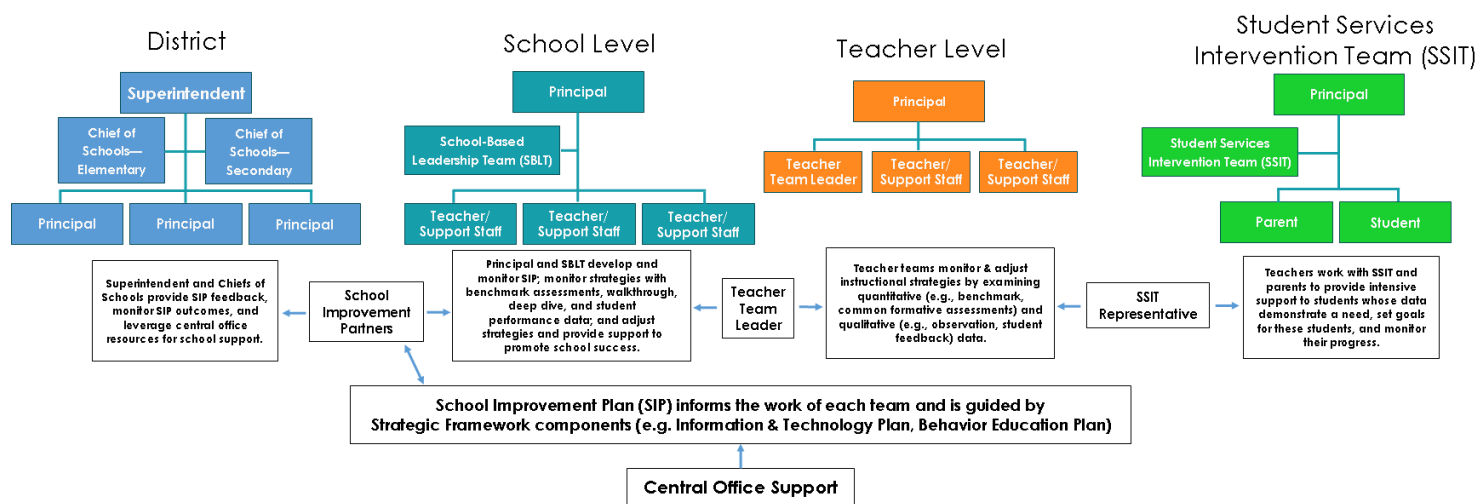 District
Superintendent
Chief of
Schools—
Elementary
Chief of
Schools—
Secondary
Principal
Principal
Principal
Superintendent and Chiefs of
Schools provide SIP feedback,
monitor SIP outcomes, and
leverage central office
resources for school support.
School
Improvement
Partners
School Level
Principal
School-Based
Leadership Team (SBLT)
Teacher/
Support Staff
Teacher/
Support Staff
Teacher/
Support Staff
Principal and SBLT develop and
monitor SIP; monitor strategies with
benchmark assessments, walkthrough,
deep dive, and student
performance data; and adjust
strategies and provide support to
promote school success.
Teacher
Team
Leader
Teacher Level
Principal
Teacher
Team Leader
Teacher/
Support Staff
Teacher/
Support Staff
Teacher teams monitor & adjust
instructional strategies by examining
quantitative (e.g., benchmark,
common formative assessments) and
qualitative (e.g., observation, student
feedback) data.
SSIT
Representative
Student Services
Intervention Team (SSIT)
Principal
Student Services
Intervention Team (SSIT)
Parent
Student
Teachers work with SSIT and
parents to provide intensive
support to students whose data
demonstrate a need, set goals
for these students, and monitor
their progress.
School Improvement Plan (SIP) informs the work of each team and is guided by
Strategic Framework components (e.g. Information & Technology Plan, Behavior Education Plan)
Central Office Support